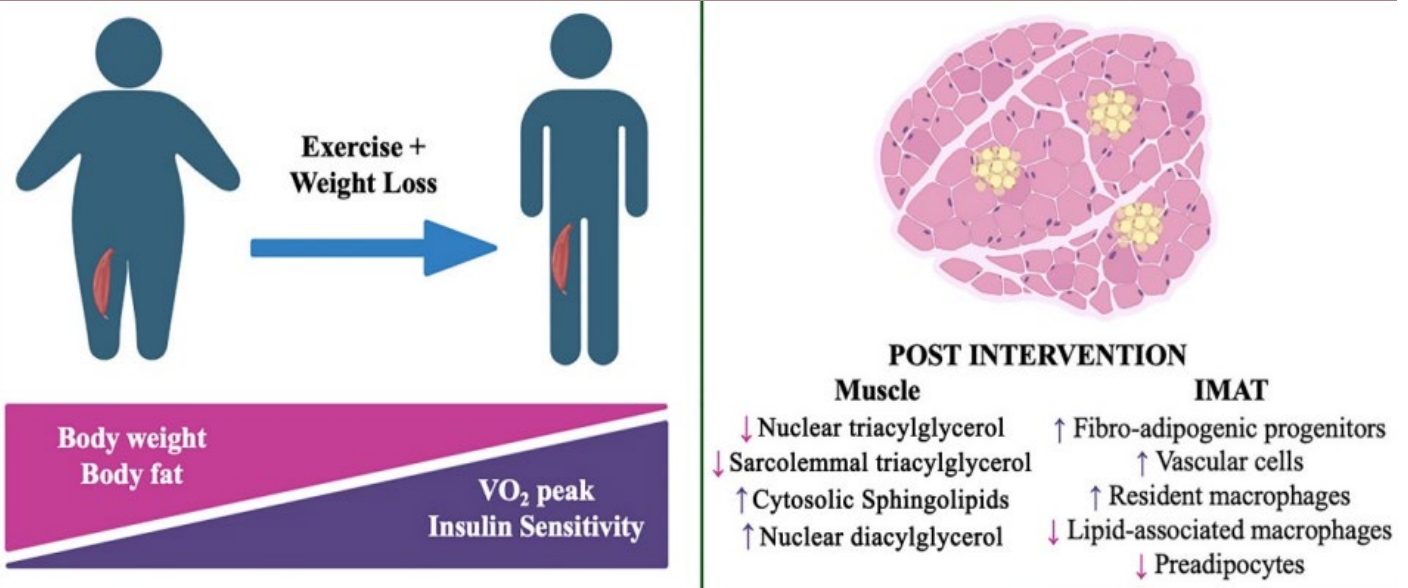 Exercise +
Weight Loss
Body weight
Body fat
VO₂ peak
Insulin Sensitivity
POST INTERVENTION
Muscle
↓ Nuclear triacylglycerol
↓ Sarcolemmal triacylglycerol
↑ Cytosolic Sphingolipids
↑ Nuclear diacylglycerol
IMAT
↑ Fibro-adipogenic progenitors
↑ Vascular cells
↑ Resident macrophages
↓ Lipid-associated macrophages
↓ Preadipocytes